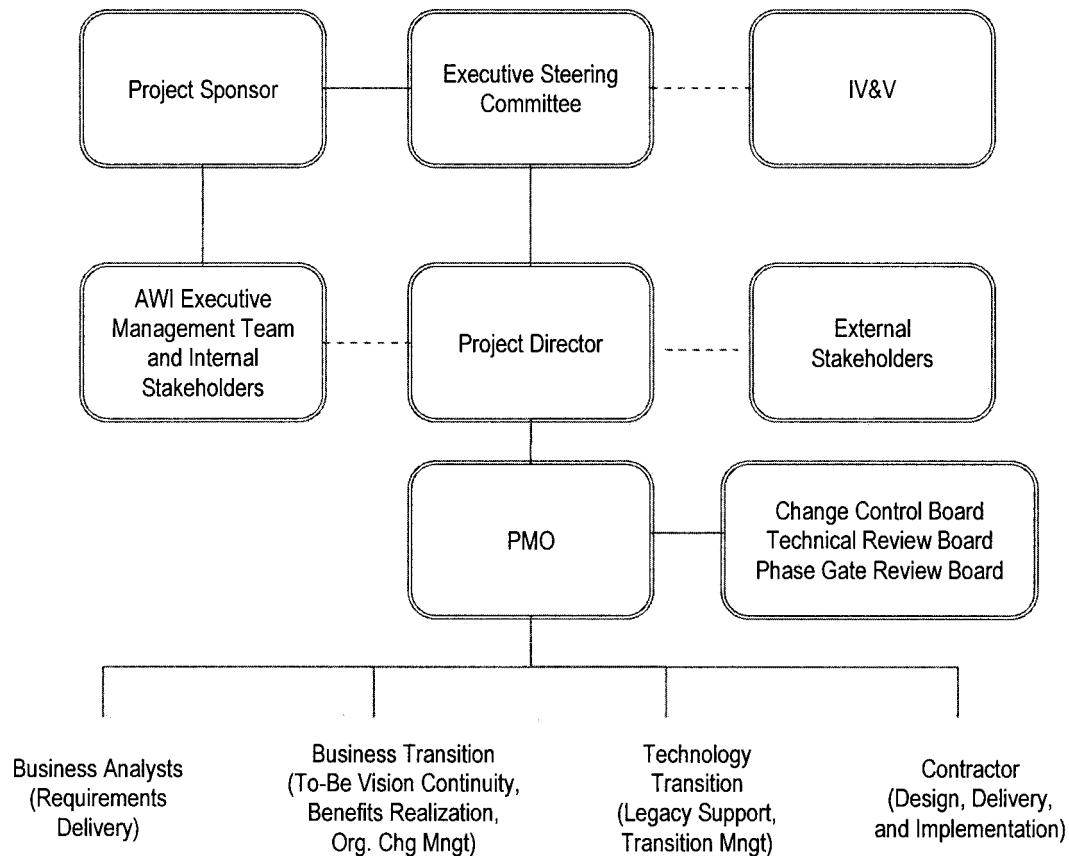 Project Sponsor
Executive Steering
Committee
IV&V
AWI Executive
Management Team
and Internal
Stakeholders
Project Director
External
Stakeholders
PMO
Change Control Board
Technical Review Board
Phase Gate Review Board
Business Analysts
(Requirements
Delivery)
Business Transition
(To-Be Vision Continuity,
Benefits Realization,
Org. Chg Mngt)
Technology
Transition
(Legacy Support,
Transition Mngt)
Contractor
(Design, Delivery,
and Implementation)